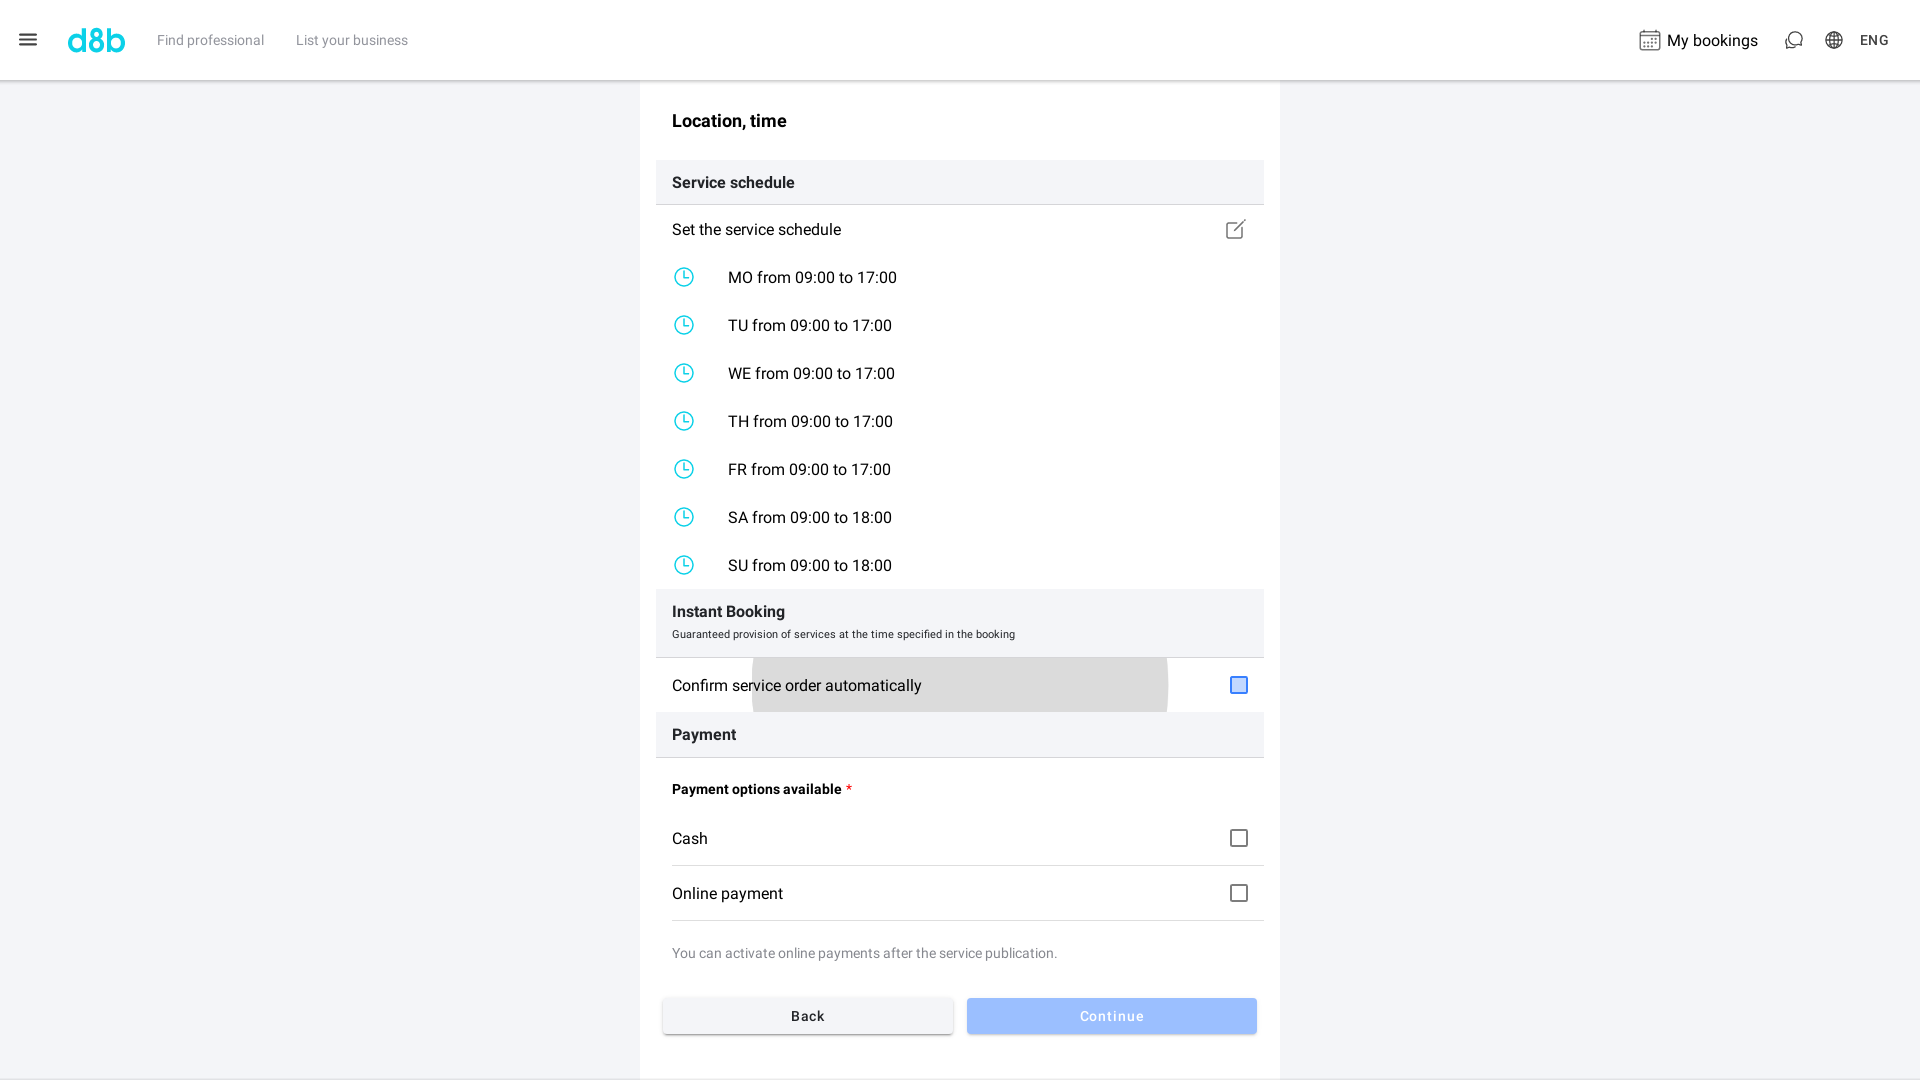 d8b
Find professional
List your business
My bookings
ENG
Location, time
Service schedule
Set the service schedule
MO from 09:00 to 17:00
TU from 09:00 to 17:00
WE from 09:00 to 17:00
TH from 09:00 to 17:00
FR from 09:00 to 17:00
SA from 09:00 to 18:00
SU from 09:00 to 18:00
Instant Booking
Guaranteed provision of services at the time specified in the booking
Confirm service order automatically
Payment
Payment options available *
Cash
Online payment
You can activate online payments after the service publication.
Back
Continue